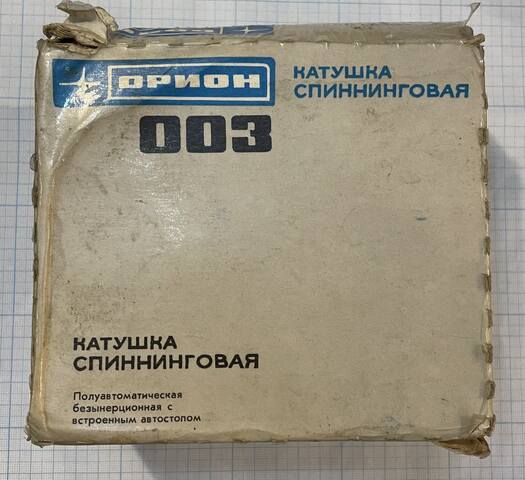 ОРИОН
КАТУШКА
СПИННИНГОВАЯ
003
КАТУШКА
СПИННИНГОВАЯ
Полуавтоматическая
безынерционная с
встроенным автостопом